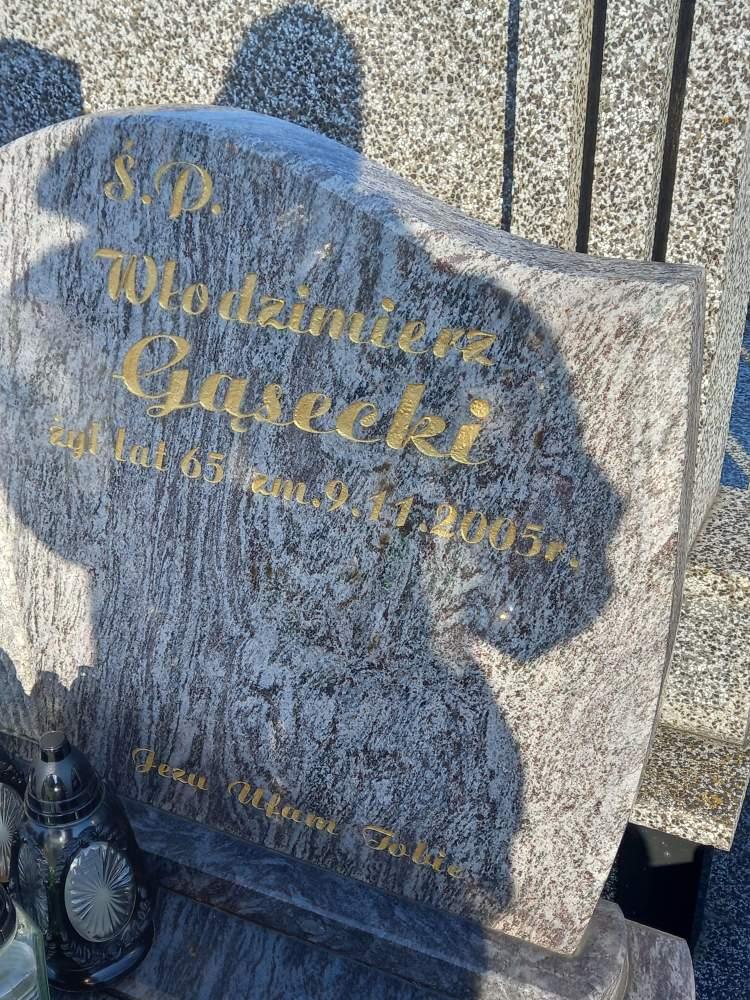 Ś.P.
Włodzimierz
Gąsecki
żył lat 65 zm.9.11.2005r.
Jezu Ufam Tobie